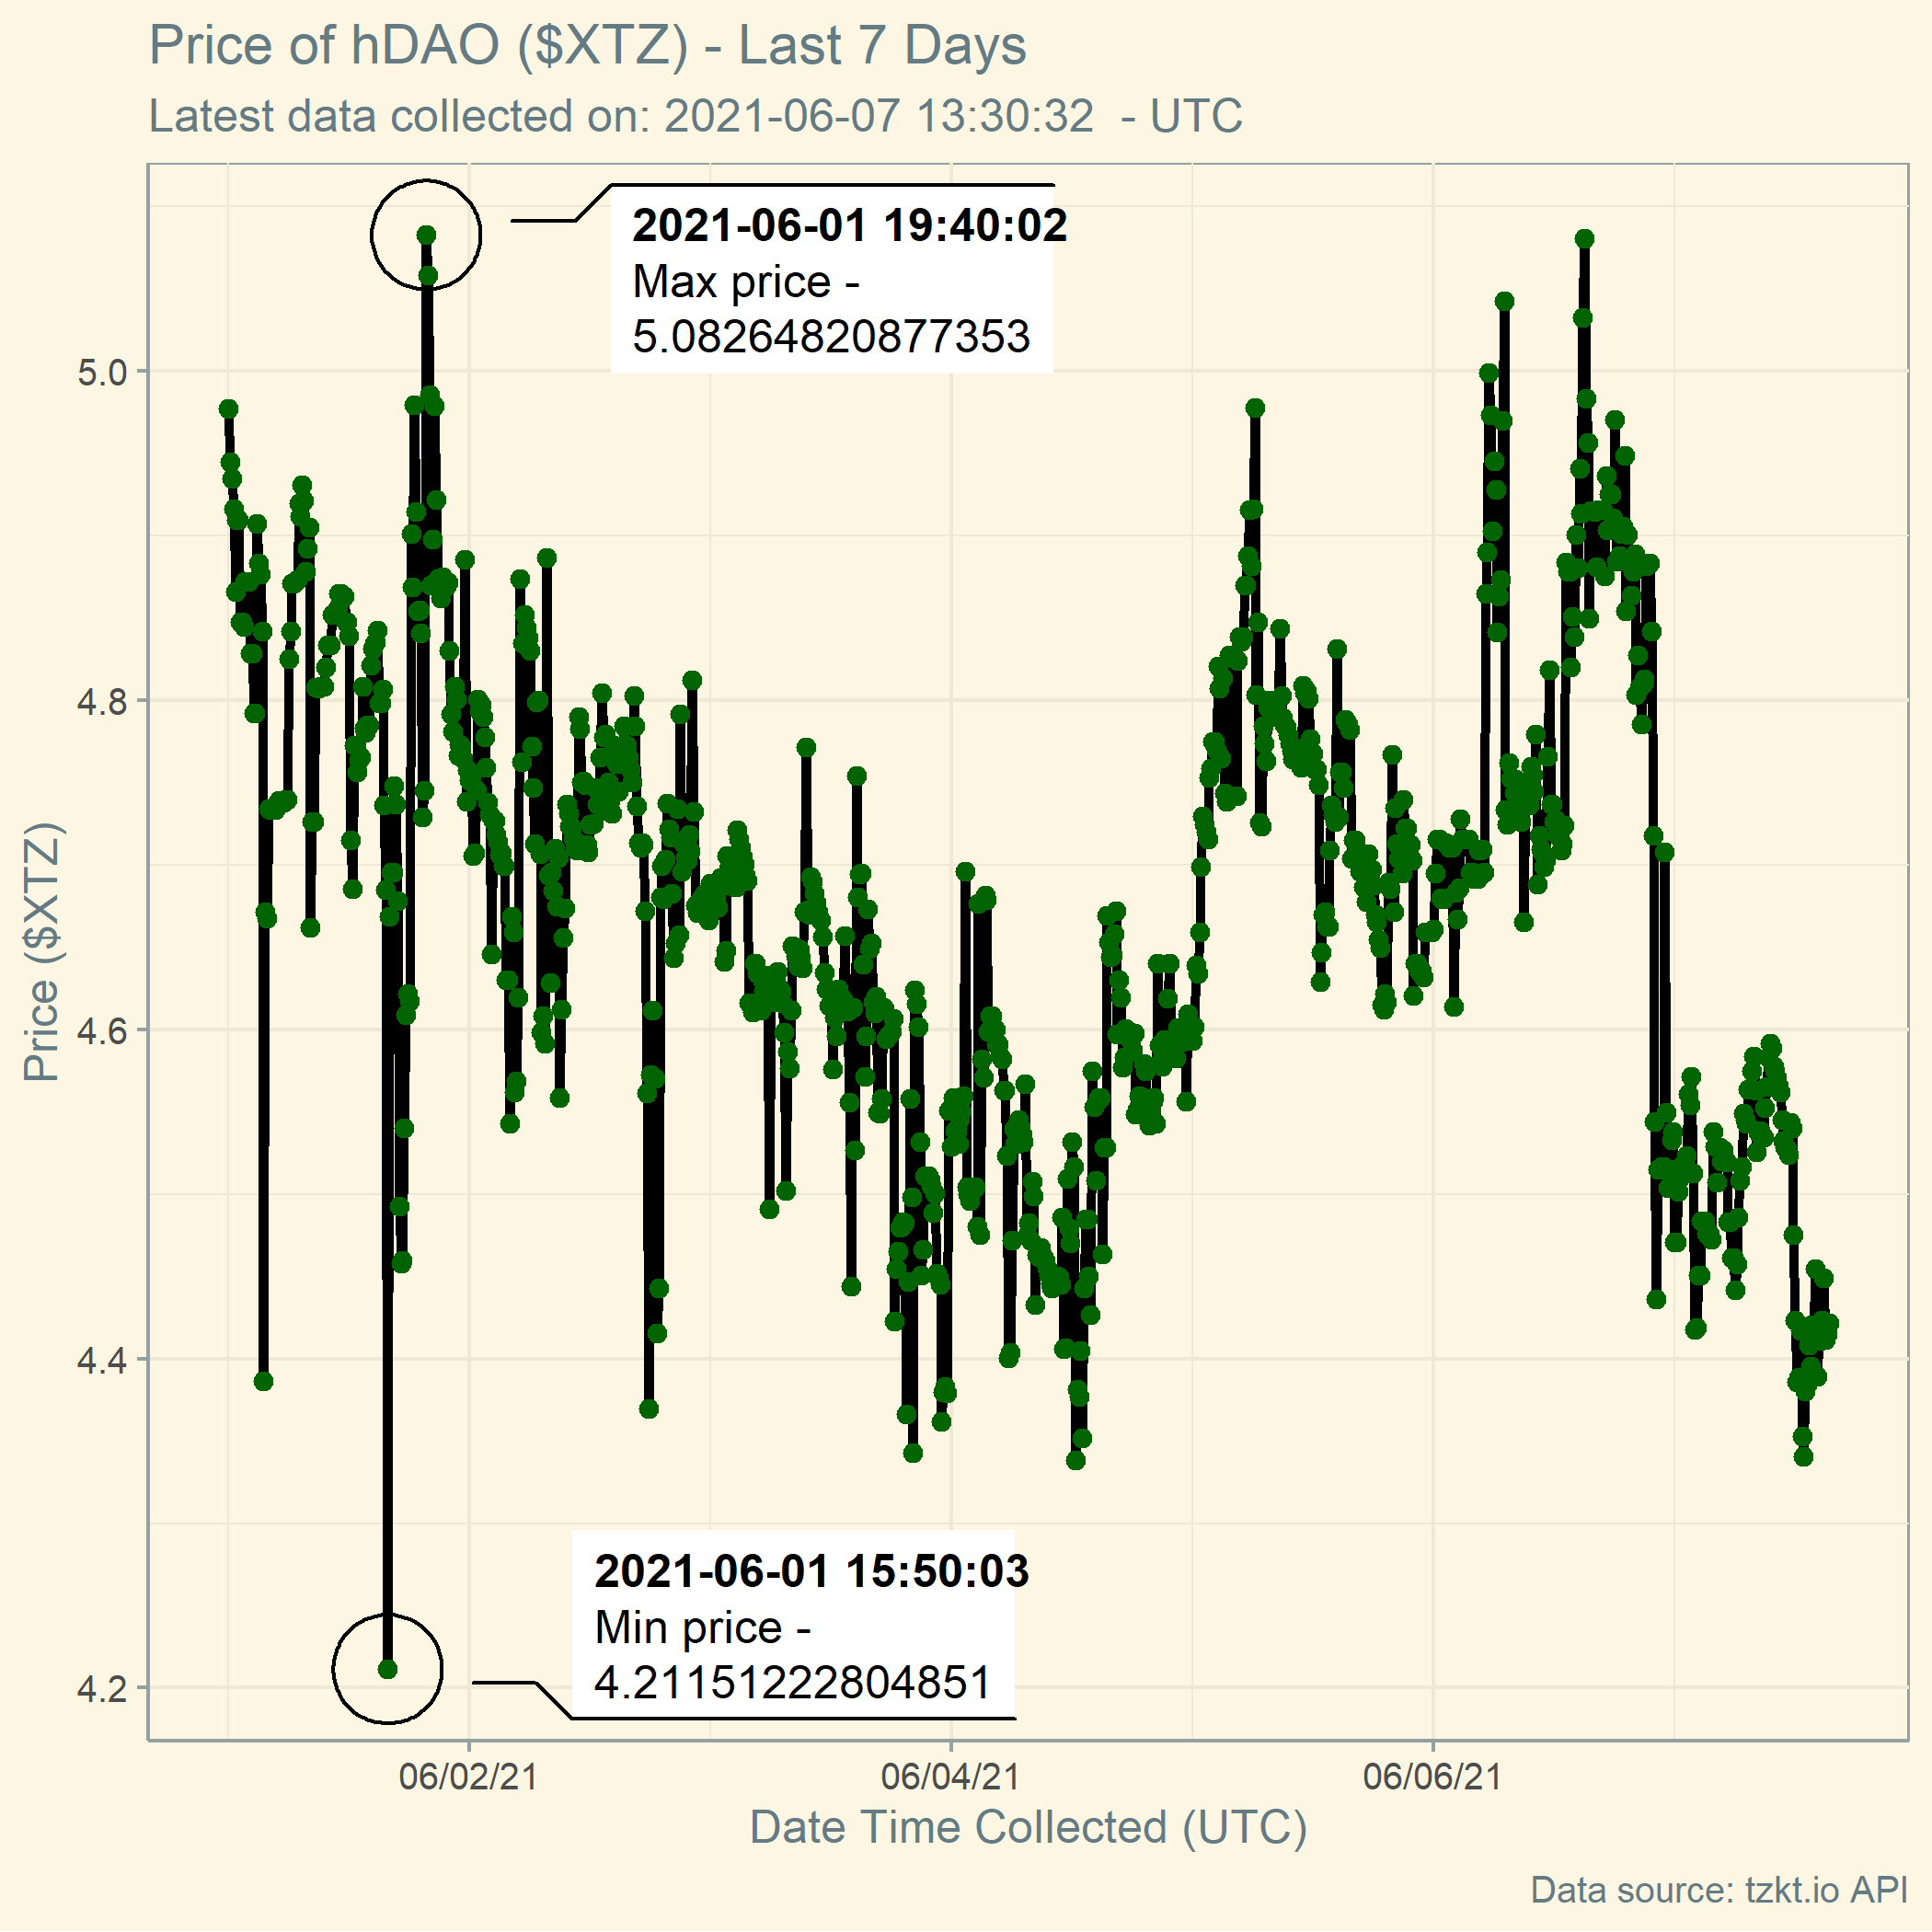 Price of hDAO ($XTZ) - Last 7 Days
Latest data collected on: 2021-06-07 13:30:32  - UTC
2021-06-01 19:40:02
Max price -
5.08264820877353
5.0
4.8
4.6
4.4
4.2
Price ($XTZ)
2021-06-01 15:50:03
Min price -
4.21151222804851
06/02/21
06/04/21
06/06/21
Date Time Collected (UTC)
Data source: tzkt.io API